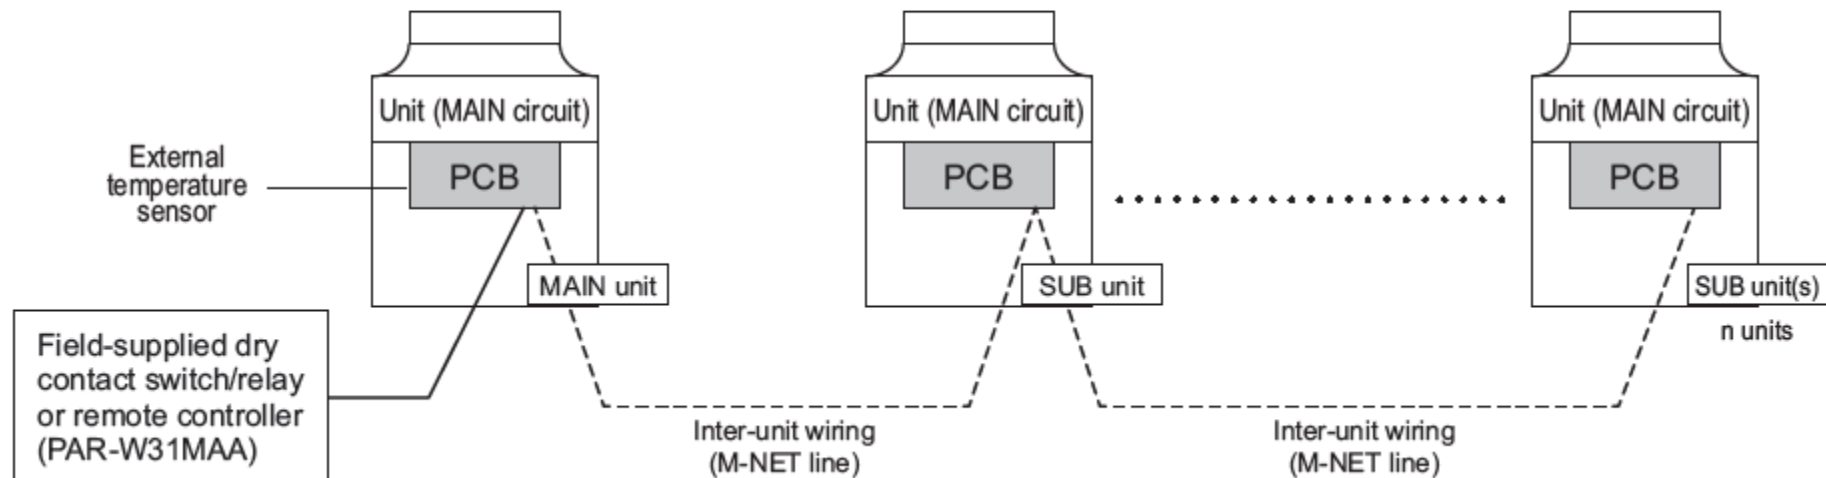 Unit (MAIN circuit)
Unit (MAIN circuit)
Unit (MAIN circuit)
External
temperature
sensor
PCB
PCB
PCB
MAIN unit
SUB unit
SUB unit(s)
n units
Field-supplied dry
contact switch/relay
or remote controller
(PAR-W31MAA)
Inter-unit wiring
(M-NET line)
Inter-unit wiring
(M-NET line)